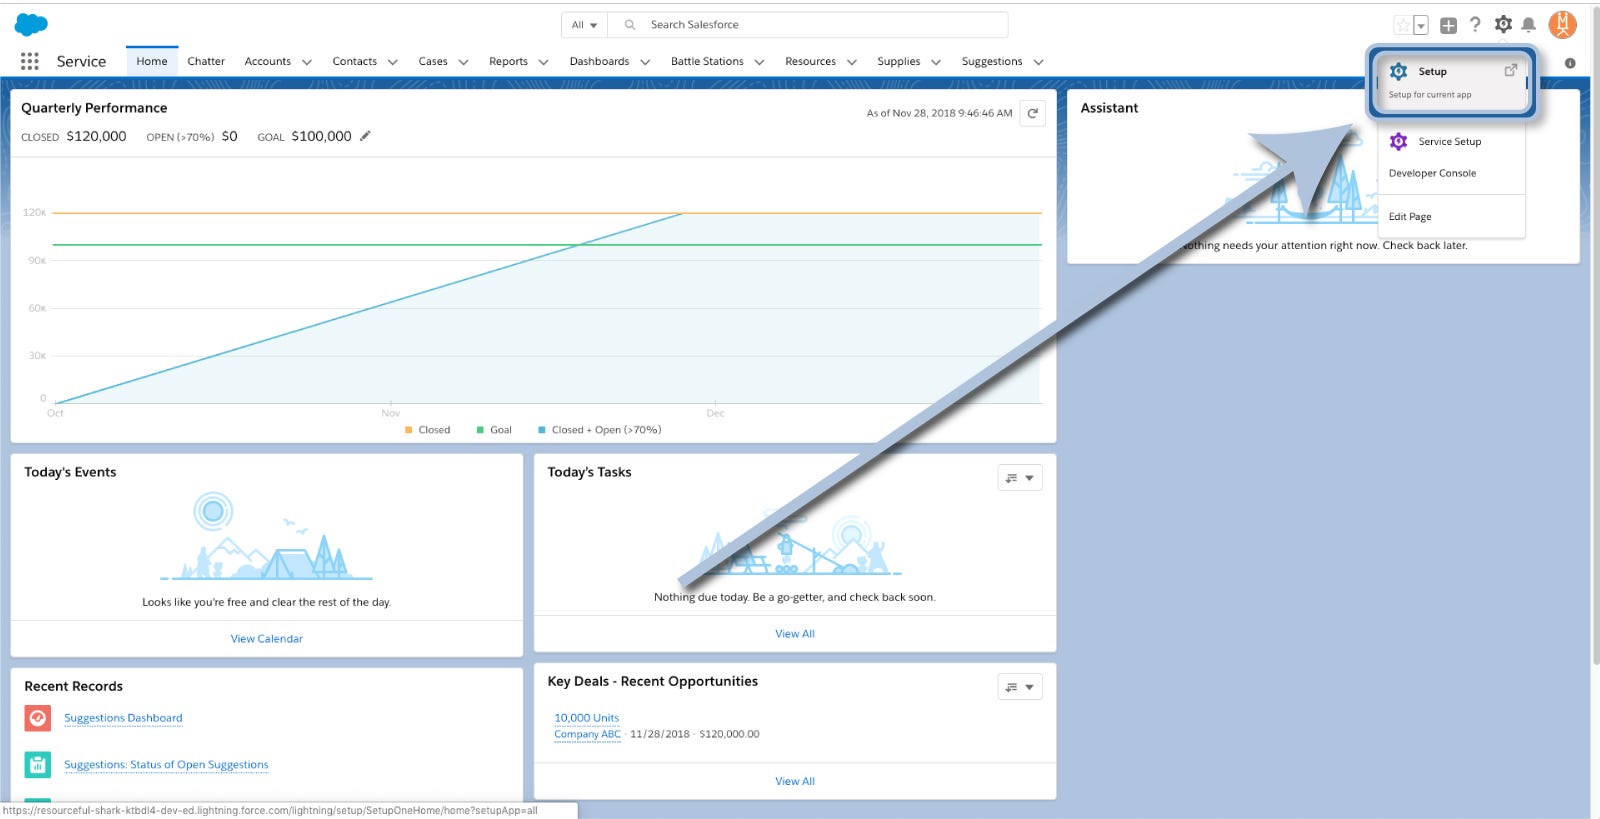 All
Search Salesforce
Service
Home
Chatter
Accounts
Contacts
Cases
Reports
Dashboards
Battle Stations
Resources
Supplies
Suggestions
Setup
Setup for current app
Service Setup
Developer Console
Edit Page
Quarterly Performance
As of Nov 28, 2018 9:46:46 AM
CLOSED $120,000 OPEN (>70%) $0 GOAL $100,000
120K
90K
60K
30K
0
Oct
Nov
Dec
Closed
Goal
Closed + Open (>70%)
Assistant
Nothing needs your attention right now. Check back later.
Today's Events
Looks like you're free and clear the rest of the day.
View Calendar
Today's Tasks
Nothing due today. Be a go-getter, and check back soon.
View All
Recent Records
Suggestions Dashboard
Suggestions: Status of Open Suggestions
Key Deals - Recent Opportunities
10,000 Units
Company ABC · 11/28/2018 · $120,000.00
View All
https://resourceful-shark-ktbdl4-dev-ed.lightning.force.com/lightning/setup/SetupOneHome/home?setupApp=all